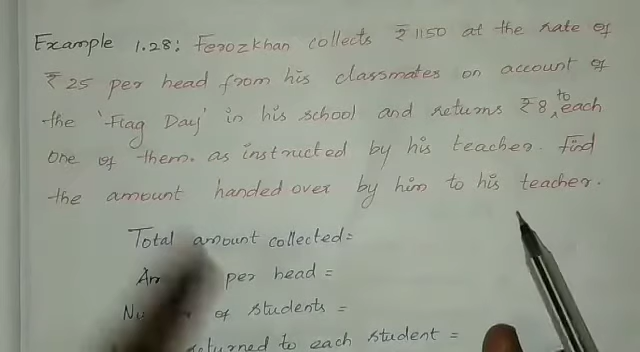 Example 1.28: Ferozkhan collects ₹1150 at the rate of
₹25 per head from his classmates on account of
the 'Flag Day' in his school and returns ₹8 to each
one of them. as instructed by his teacher. Find
the amount handed over by him to his teacher.
Total amount collected=
per head =
of students =
to each student =